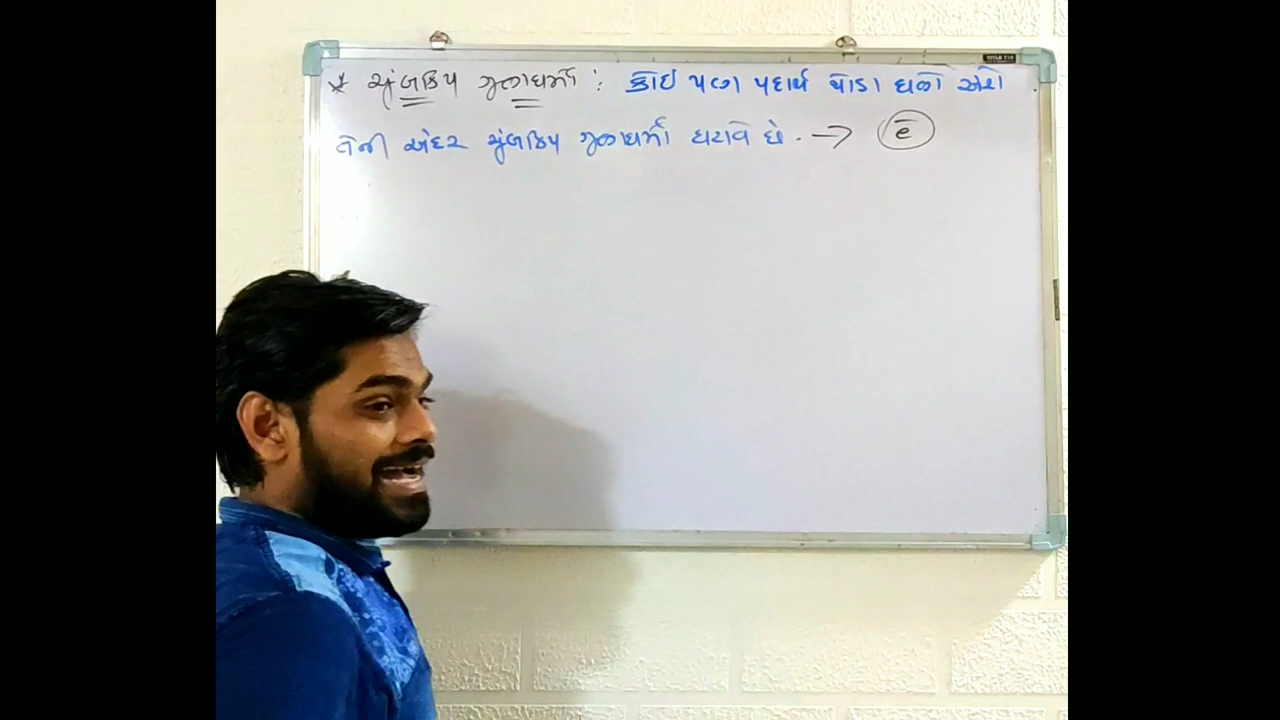 * ચુંબકિય ગુણધર્મો : કોઇ પણ પદાર્થ થોડા ઘણો અંશે
તેની અંદર ચુંબકિય ગુણધર્મો ધરાવે છે. → e⁻